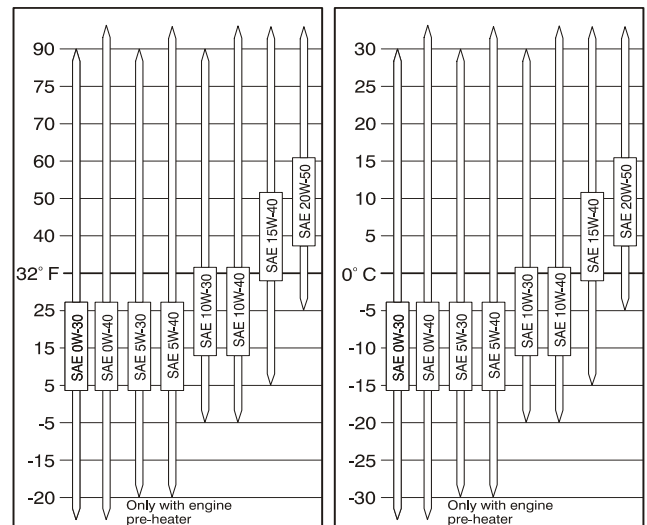 90
75
70
60
50
40
32° F
25
15
5
-5
-15
-20
SAE 0W-30
SAE 0W-40
SAE 5W-30
SAE 5W-40
SAE 10W-30
SAE 10W-40
SAE 15W-40
SAE 20W-50
Only with engine
pre-heater
30
25
20
15
10
5
0° C
-5
-10
-15
-20
-25
-30
SAE 0W-30
SAE 0W-40
SAE 5W-30
SAE 5W-40
SAE 10W-30
SAE 10W-40
SAE 15W-40
SAE 20W-50
Only with engine
pre-heater